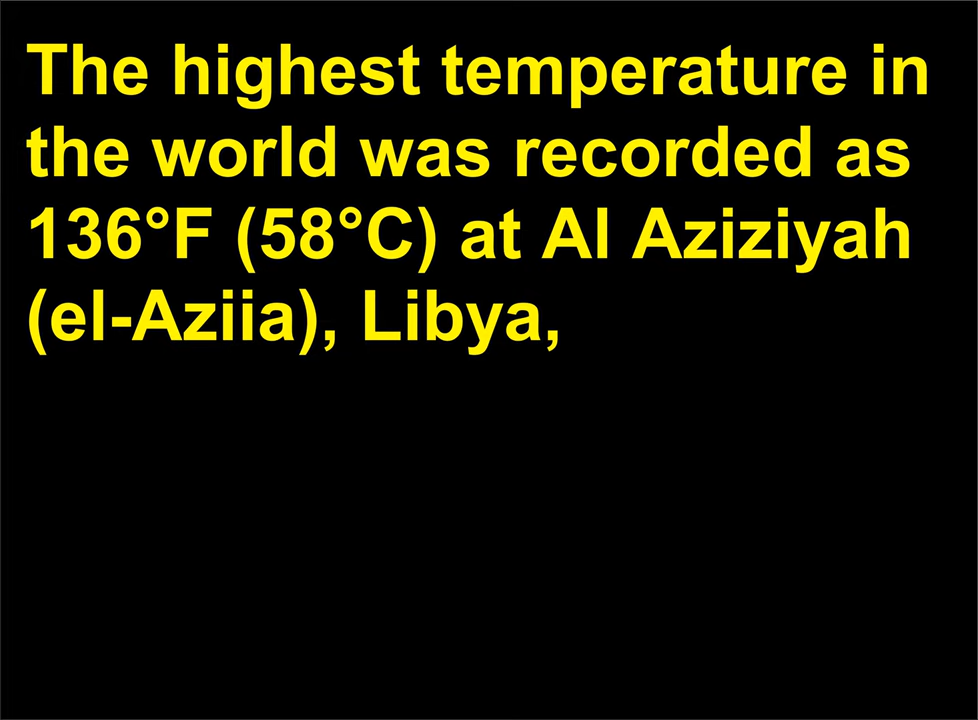 The highest temperature in
the world was recorded as
136°F (58°C) at Al Aziziyah
(el-Aziia), Libya,